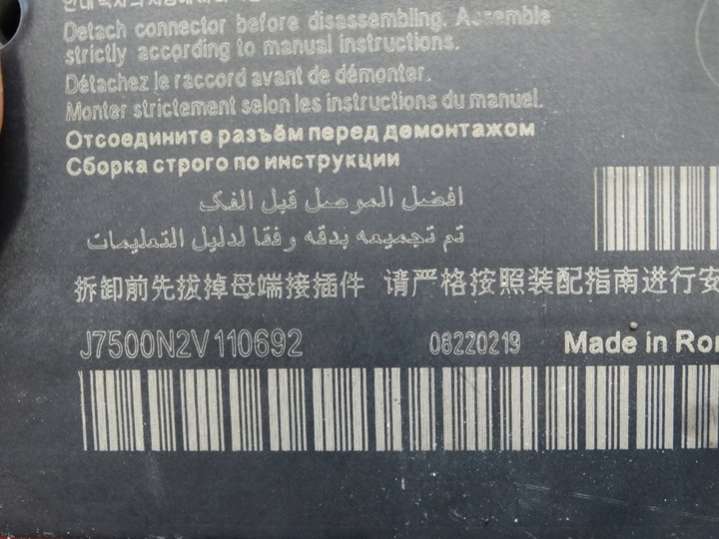 Detach connector before disassembling. Assemble
strictly according to manual instructions.
Détachez le raccord avant de démonter.
Monter strictement selon les instructions du manuel.
Отсоедините разъём перед демонтажом
Сборка строго по инструкции
افضل الموصل قبل الفك
تم تجميعه بدقه وفقا لدليل التعليمات
拆卸前先拔掉母端接插件 请严格按照装配指南进行安
J7500N2V110692 08220219 Made in Rom